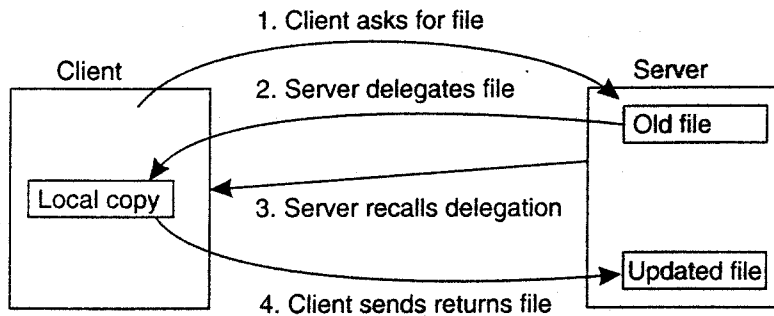 1. Client asks for file
Client
Server
2. Server delegates file
Old file
Local copy
3. Server recalls delegation
Updated file
4. Client sends returns file